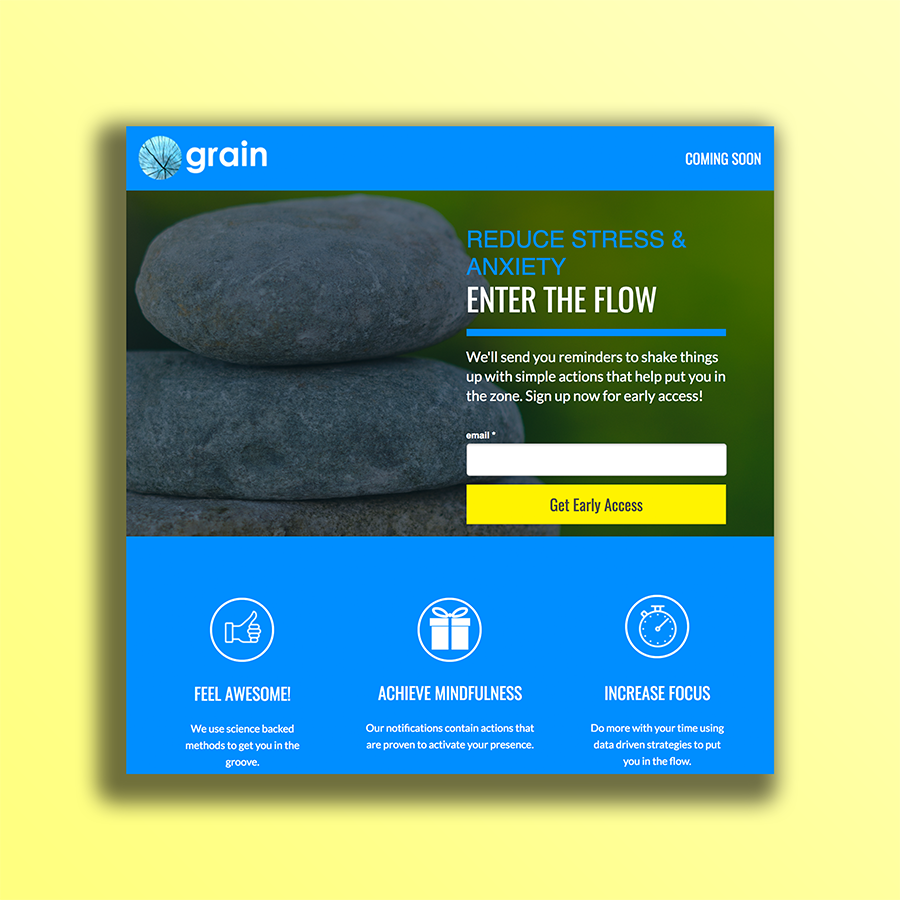 grain
COMING SOON
REDUCE STRESS &
ANXIETY
ENTER THE FLOW
We'll send you reminders to shake things
up with simple actions that help put you in
the zone. Sign up now for early access!
email *
Get Early Access
FEEL AWESOME!
We use science backed
methods to get you in the
groove.
ACHIEVE MINDFULNESS
Our notifications contain actions that
are proven to activate your presence.
INCREASE FOCUS
Do more with your time using
data driven strategies to put
you in the flow.